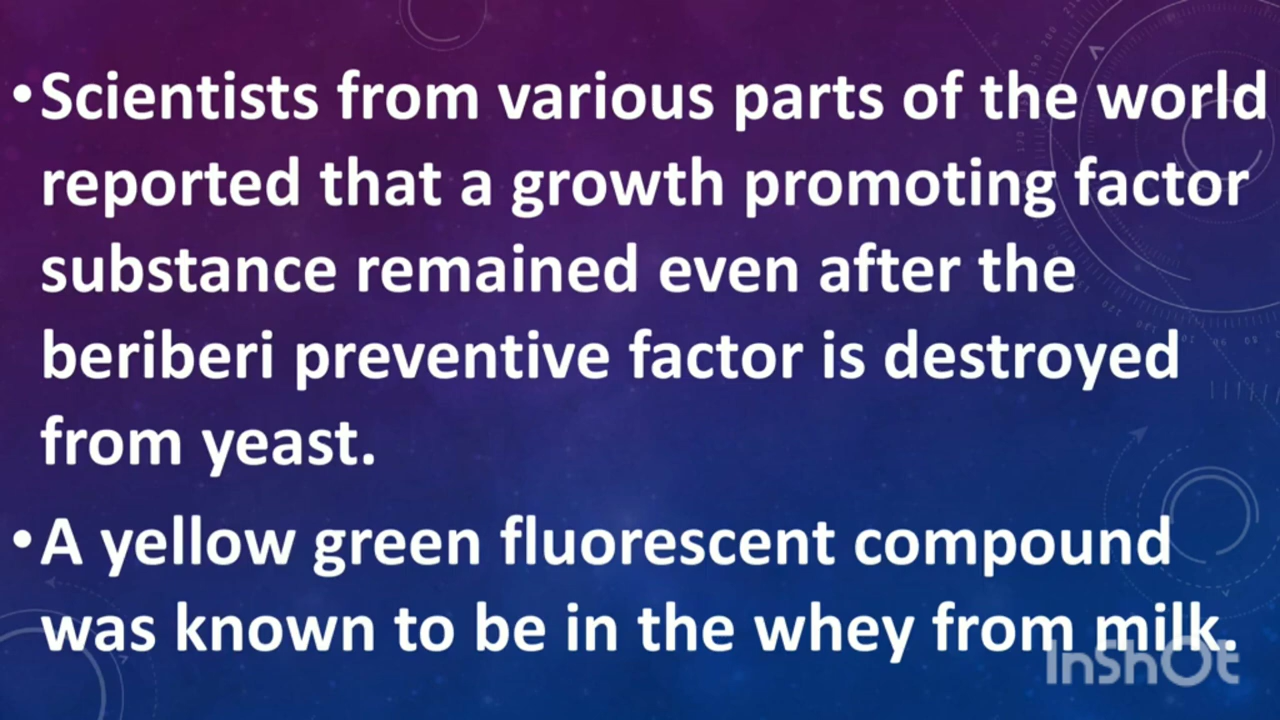 •Scientists from various parts of the world
reported that a growth promoting factor
substance remained even after the
beriberi preventive factor is destroyed
from yeast.
•A yellow green fluorescent compound
was known to be in the whey from milk.
InShOt